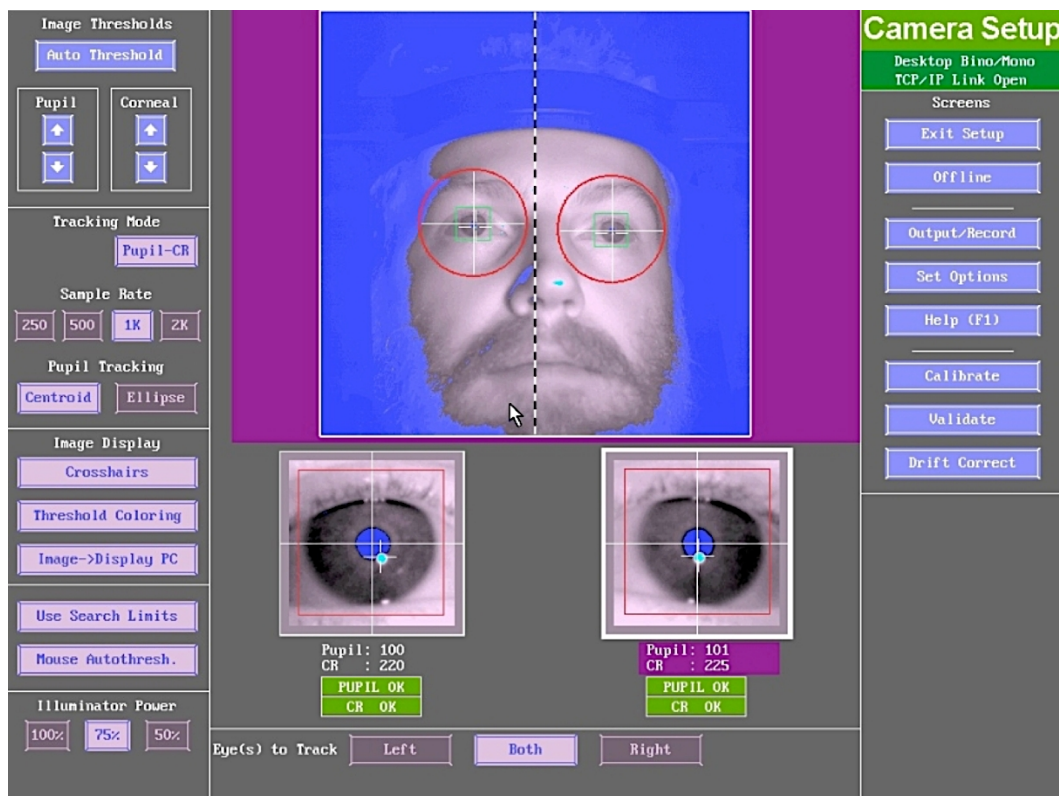 Image Thresholds
Auto Threshold
Pupil
Corneal
Tracking Mode
Pupil-CR
Sample Rate
250 500 1K 2K
Pupil Tracking
Centroid Ellipse
Image Display
Crosshairs
Threshold Coloring
Image->Display PC
Use Search Limits
Mouse Autothresh.
Illuminator Power
100% 75% 50%
Pupil: 100
CR : 220
PUPIL OK
CR OK
Pupil: 101
CR : 225
PUPIL OK
CR OK
Eye(s) to Track Left Both Right
Camera Setup
Desktop Bino/Mono
TCP/IP Link Open
Screens
Exit Setup
Offline
Output/Record
Set Options
Help (F1)
Calibrate
Validate
Drift Correct